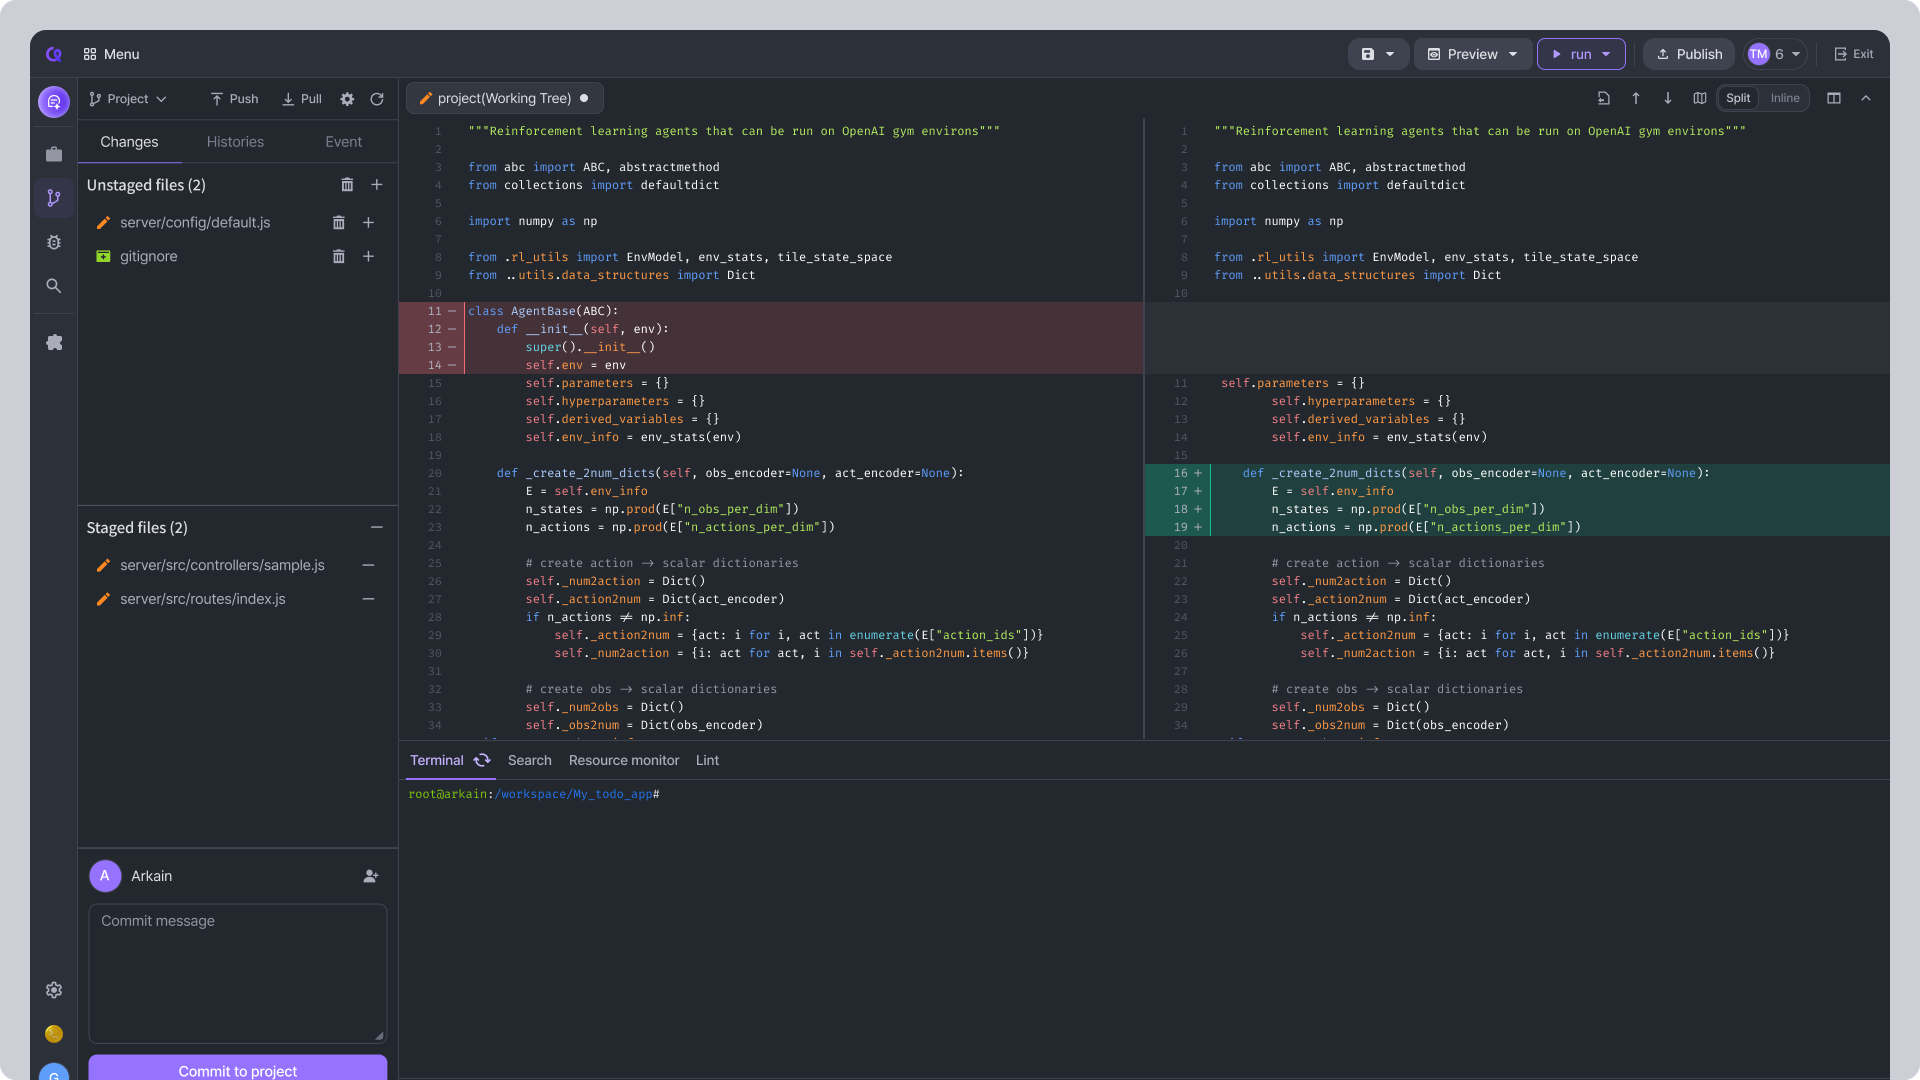 Menu
Preview
run
Publish
TM 6
Exit
Project
Push
Pull
Changes
Histories
Event
Unstaged files (2)
server/config/default.js
gitignore
Staged files (2)
server/src/controllers/sample.js
server/src/routes/index.js
A
Arkain
Commit message
Commit to project
G
project(Working Tree)
Split
Inline
1 """Reinforcement learning agents that can be run on OpenAI gym environs"""
2
3 from abc import ABC, abstractmethod
4 from collections import defaultdict
5
6 import numpy as np
7
8 from .rl_utils import EnvModel, env_stats, tile_state_space
9 from ..utils.data_structures import Dict
10
11 – class AgentBase(ABC):
12 – def __init__(self, env):
13 – super().__init__()
14 – self.env = env
15 self.parameters = {}
16 self.hyperparameters = {}
17 self.derived_variables = {}
18 self.env_info = env_stats(env)
19
20 def _create_2num_dicts(self, obs_encoder=None, act_encoder=None):
21 E = self.env_info
22 n_states = np.prod(E["n_obs_per_dim"])
23 n_actions = np.prod(E["n_actions_per_dim"])
24
25 # create action → scalar dictionaries
26 self._num2action = Dict()
27 self._action2num = Dict(act_encoder)
28 if n_actions ≠ np.inf:
29 self._action2num = {act: i for i, act in enumerate(E["action_ids"])}
30 self._num2action = {i: act for act, i in self._action2num.items()}
31
32 # create obs → scalar dictionaries
33 self._num2obs = Dict()
34 self._obs2num = Dict(obs_encoder)
1 """Reinforcement learning agents that can be run on OpenAI gym environs"""
2
3 from abc import ABC, abstractmethod
4 from collections import defaultdict
5
6 import numpy as np
7
8 from .rl_utils import EnvModel, env_stats, tile_state_space
9 from ..utils.data_structures import Dict
10
11 self.parameters = {}
12 self.hyperparameters = {}
13 self.derived_variables = {}
14 self.env_info = env_stats(env)
15
16 + def _create_2num_dicts(self, obs_encoder=None, act_encoder=None):
17 + E = self.env_info
18 + n_states = np.prod(E["n_obs_per_dim"])
19 + n_actions = np.prod(E["n_actions_per_dim"])
20
21 # create action → scalar dictionaries
22 self._num2action = Dict()
23 self._action2num = Dict(act_encoder)
24 if n_actions ≠ np.inf:
25 self._action2num = {act: i for i, act in enumerate(E["action_ids"])}
26 self._num2action = {i: act for act, i in self._action2num.items()}
27
28 # create obs → scalar dictionaries
29 self._num2obs = Dict()
34 self._obs2num = Dict(obs_encoder)
Terminal
Search
Resource monitor
Lint
root@arkain:/workspace/My_todo_app#